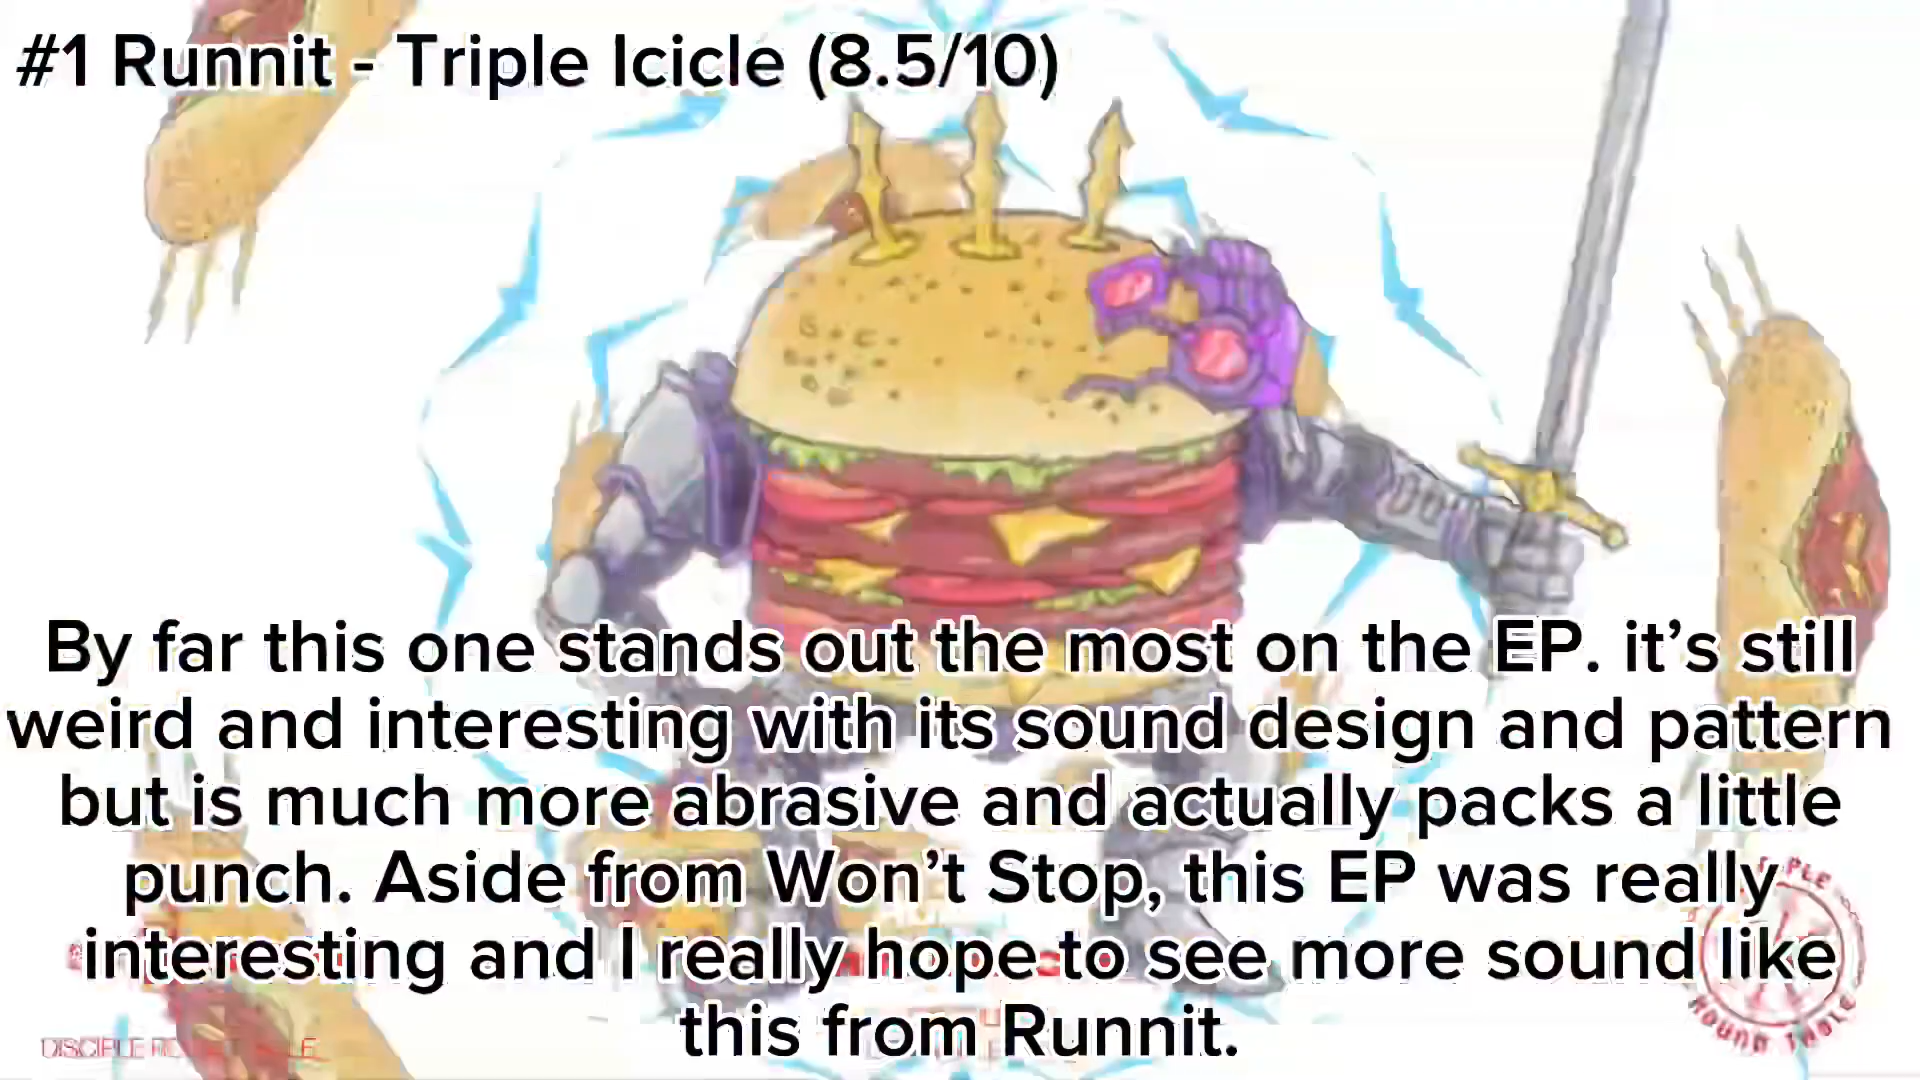 #1 Runnit - Triple Icicle (8.5/10)
By far this one stands out the most on the EP. it’s still
weird and interesting with its sound design and pattern
but is much more abrasive and actually packs a little
punch. Aside from Won’t Stop, this EP was really
interesting and I really hope to see more sound like
this from Runnit.
DISCIPLE
ROUND TABLE